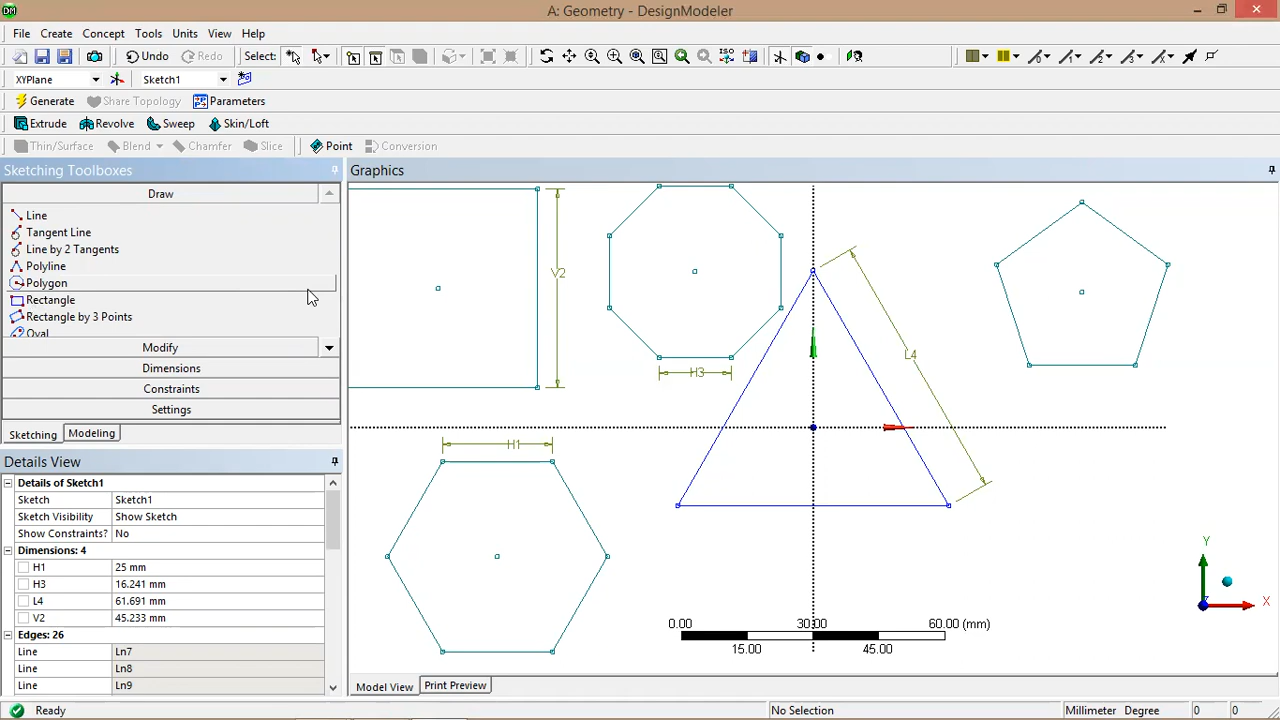 DM A: Geometry - DesignModeler
File Create Concept Tools Units View Help
Undo Redo Select:
XYPlane Sketch1
Generate Share Topology Parameters
Extrude Revolve Sweep Skin/Loft
Thin/Surface Blend Chamfer Slice Point Conversion
Sketching Toolboxes
Draw
Line
Tangent Line
Line by 2 Tangents
Polyline
Polygon
Rectangle
Rectangle by 3 Points
Oval
Modify
Dimensions
Constraints
Settings
Sketching Modeling
Details View
Details of Sketch1
Sketch Sketch1
Sketch Visibility Show Sketch
Show Constraints? No
Dimensions: 4
H1 25 mm
H3 16.241 mm
L4 61.691 mm
V2 45.233 mm
Edges: 26
Line Ln7
Line Ln8
Line Ln9
Graphics
V2
H3
L4
H1
Y
X
0.00 30.00 60.00 (mm)
15.00 45.00
Model View Print Preview
Ready No Selection Millimeter Degree 0 0